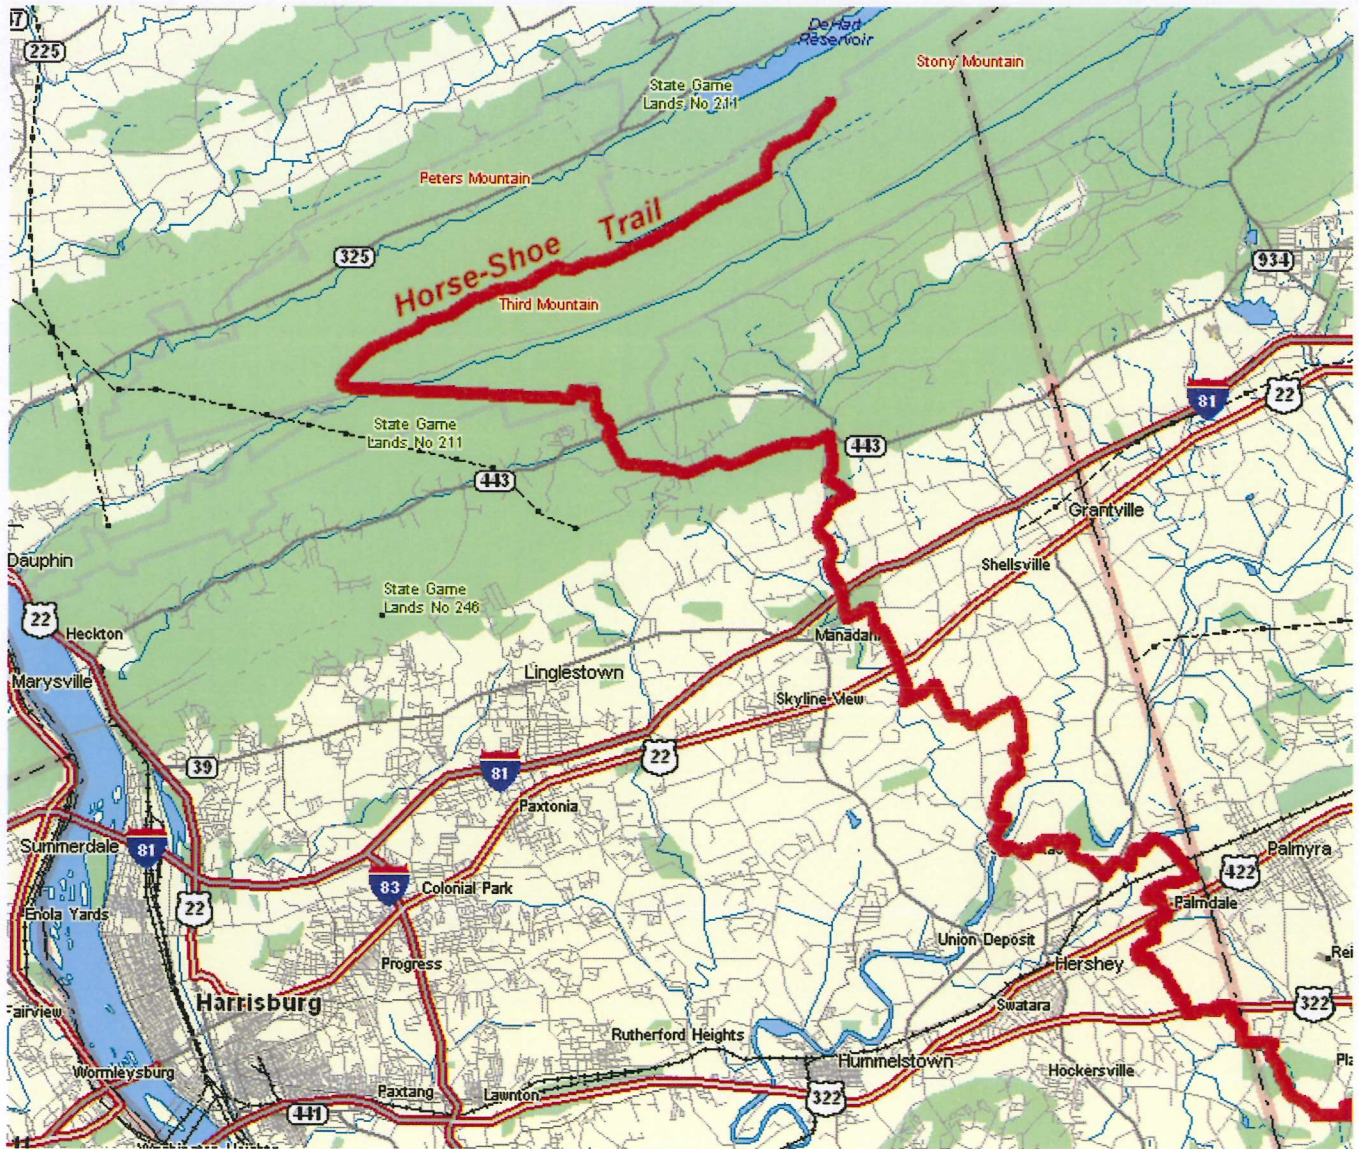 225
DeHart
Reservoir
Stony Mountain
State Game
Lands No 211
Peters Mountain
Horse-Shoe Trail
325
934
Third Mountain
81
22
State Game
Lands No 211
443
443
Grantville
Dauphin
Shellsville
State Game
Lands No 246
22
Heckton
Linglestown
Marysville
Skyline View
39
22
81
Paxtonia
Summerdale
81
Palmyra
422
83
Colonial Park
22
Enola Yards
Palmdale
Union Deposit
Progress
Hershey
Harrisburg
Swatara
322
Fairview
Rutherford Heights
Hummelstown
Hockersville
Wormleysburg
Paxtang
Lawnton
322
441